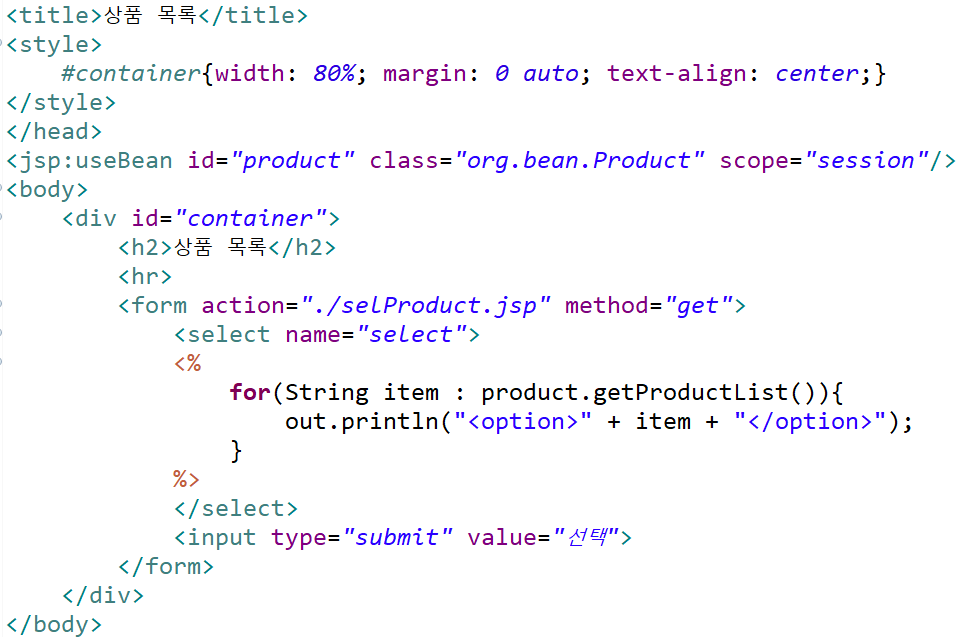 <title>상품 목록</title>
<style>
    #container{width: 80%; margin: 0 auto; text-align: center;}
</style>
</head>
<jsp:useBean id="product" class="org.bean.Product" scope="session"/>
<body>
    <div id="container">
        <h2>상품 목록</h2>
        <hr>
        <form action="./selProduct.jsp" method="get">
            <select name="select">
            <%
                for(String item : product.getProductList()){
                    out.println("<option>" + item + "</option>");
                }
            %>
            </select>
            <input type="submit" value="선택">
        </form>
    </div>
</body>